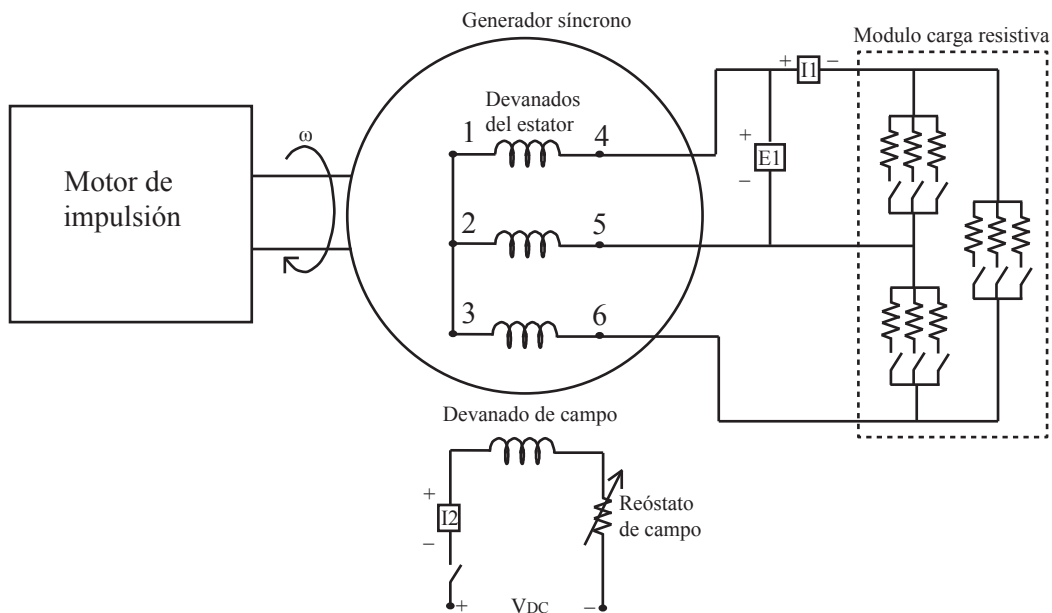 Generador síncrono
Modulo carga resistiva
Motor de
impulsión
ω
Devanados
del estator
1
4
2
5
3
6
+ I1 −
+
E1
−
Devanado de campo
+
I2
−
Reóstato
de campo
+ VDC −